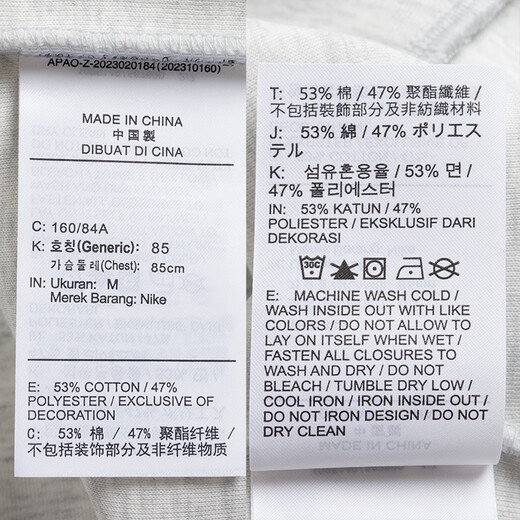 APAO-Z-2023020184 (202310160)
MADE IN CHINA
中國製
DIBUAT DI CINA
C: 160/84A
K: 호칭(Generic): 85
가슴둘레(Chest): 85cm
IN: Ukuran: M
Merek Barang: Nike
E: 53% COTTON / 47%
POLYESTER / EXCLUSIVE OF
DECORATION
C: 53% 棉 / 47% 聚酯纤维 /
不包括装饰部分及非纤维物质
T: 53% 棉 / 47% 聚酯纖維 /
不包括裝飾部分及非紡織材料
J: 53% 綿 / 47% ポリエス
テル
K: 섬유혼용율 / 53% 면 /
47% 폴리에스터
IN: 53% KATUN / 47%
POLIESTER / EKSKLUSIF DARI
DEKORASI
30C
E: MACHINE WASH COLD /
WASH INSIDE OUT WITH LIKE
COLORS / DO NOT ALLOW TO
LAY ON ITSELF WHEN WET /
FASTEN ALL CLOSURES TO
WASH AND DRY / DO NOT
BLEACH / TUMBLE DRY LOW /
COOL IRON / IRON INSIDE OUT /
DO NOT IRON DESIGN / DO NOT
DRY CLEAN